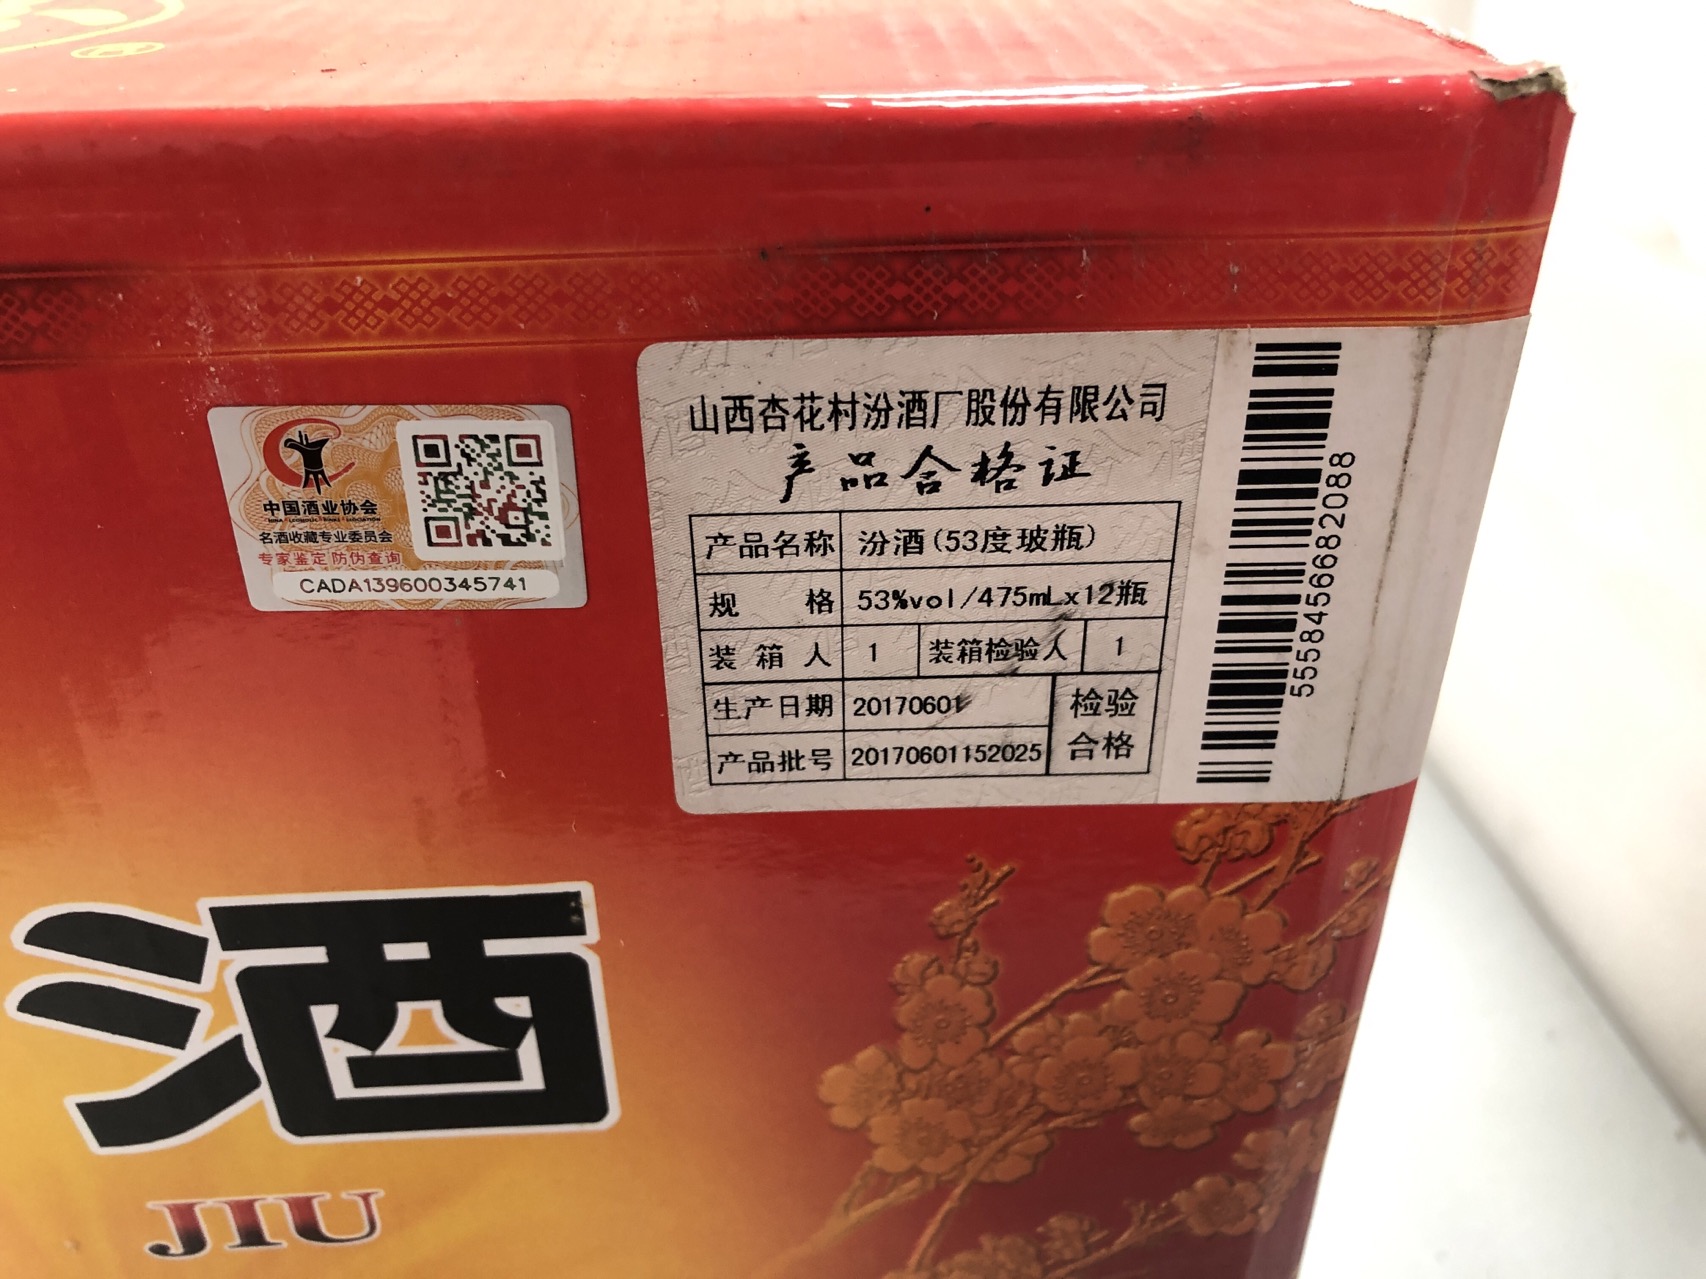 ®
中国酒业协会
名酒收藏专业委员会
专家鉴定 防伪查询
CADA139600345741
山西杏花村汾酒厂股份有限公司
产品合格证
产品名称 汾酒(53度玻瓶)
规 格 53%vol/475mLx12瓶
装 箱 人 1 装箱检验人 1
生产日期 20170601 检验
产品批号 20170601152025 合格
55584566682088
酒
JIU